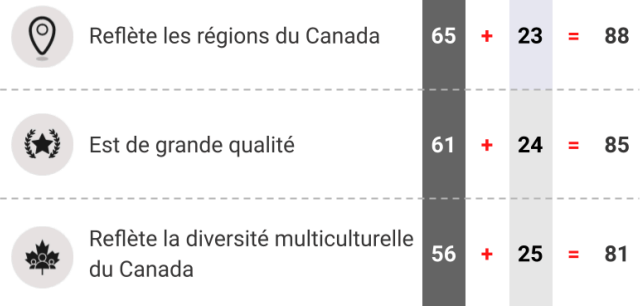 Reflète les régions du Canada 65 + 23 = 88
Est de grande qualité 61 + 24 = 85
Reflète la diversité multiculturelle
du Canada 56 + 25 = 81